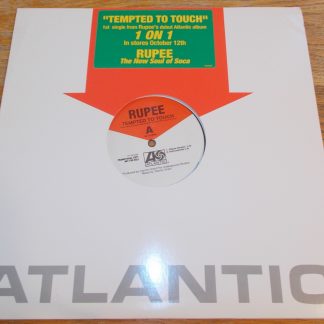 "TEMPTED TO TOUCH"
1st single from Rupee's debut Atlantic album
1 ON 1
In stores October 12th
RUPEE
The New Soul of Soca
RUPEE
TEMPTED TO TOUCH
A
ATLANTIC